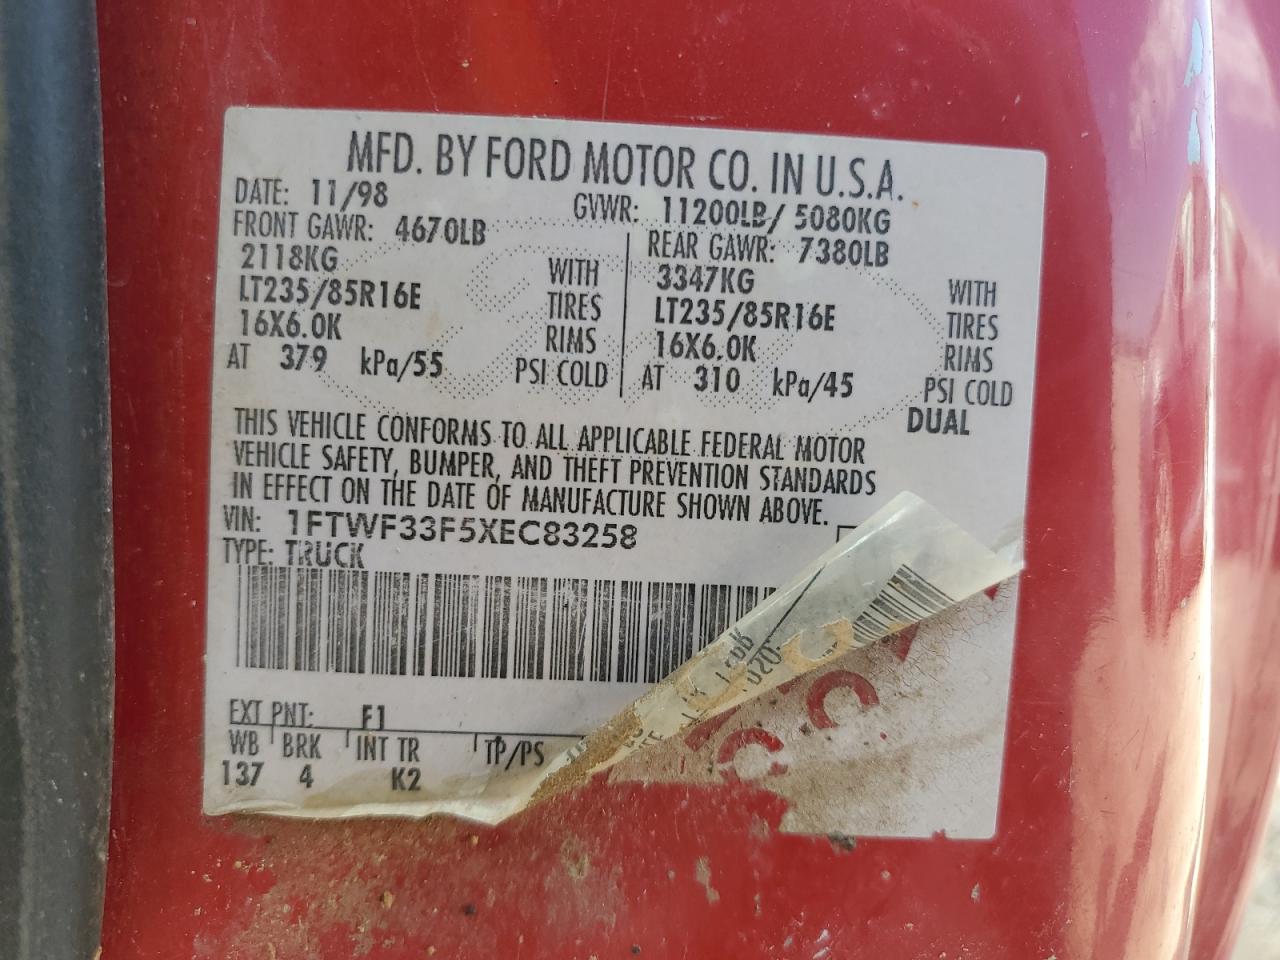 MFD. BY FORD MOTOR CO. IN U.S.A.
DATE: 11/98 GVWR: 11200LB/ 5080KG
FRONT GAWR: 4670LB REAR GAWR: 7380LB
2118KG WITH 3347KG WITH
LT235/85R16E TIRES LT235/85R16E TIRES
16X6.0K RIMS 16X6.0K RIMS
AT 379 kPa/55 PSI COLD AT 310 kPa/45 PSI COLD
DUAL
THIS VEHICLE CONFORMS TO ALL APPLICABLE FEDERAL MOTOR
VEHICLE SAFETY, BUMPER, AND THEFT PREVENTION STANDARDS
IN EFFECT ON THE DATE OF MANUFACTURE SHOWN ABOVE.
VIN: 1FTWF33F5XEC83258
TYPE: TRUCK
EXT PNT: F1
WB BRK INT TR TP/PS
137 4 K2